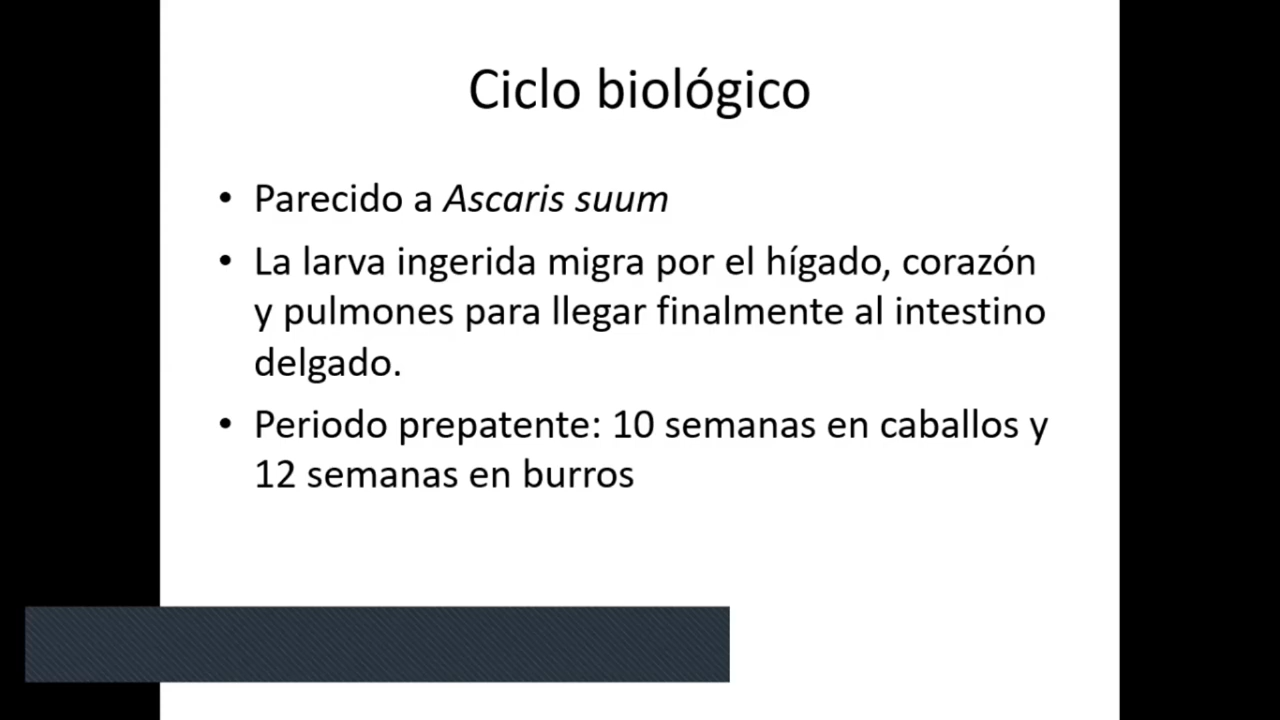 Ciclo biológico
• Parecido a Ascaris suum
• La larva ingerida migra por el hígado, corazón
y pulmones para llegar finalmente al intestino
delgado.
• Periodo prepatente: 10 semanas en caballos y
12 semanas en burros